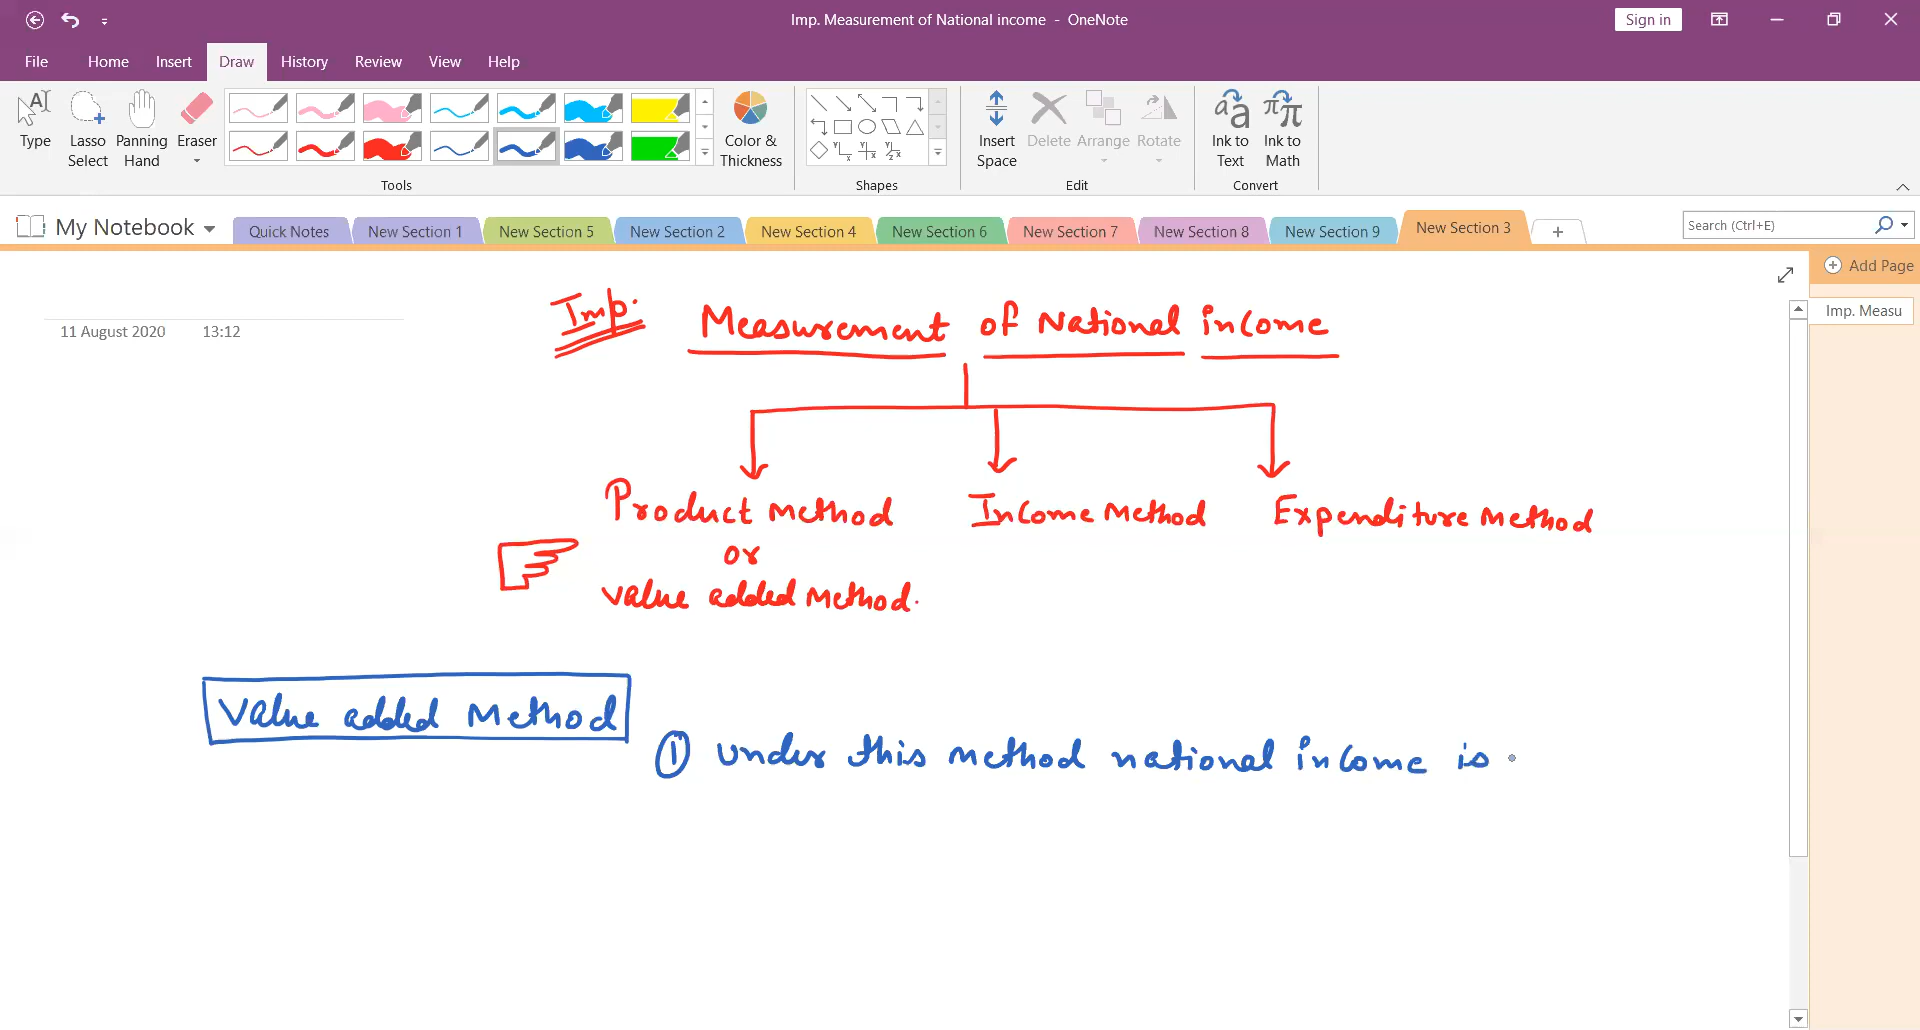 Imp. Measurement of National income - OneNote
Sign in
File Home Insert Draw History Review View Help
Type
Lasso Select
Panning Hand
Eraser
Color & Thickness
Insert Space
Delete
Arrange
Rotate
Ink to Text
Ink to Math
Tools Shapes Edit Convert
My Notebook
Quick Notes New Section 1 New Section 5 New Section 2 New Section 4 New Section 6 New Section 7 New Section 8 New Section 9 New Section 3
Search (Ctrl+E)
Add Page
Imp. Measu
11 August 2020 13:12
Imp. Measurement of National income
Product Method Income Method Expenditure Method
or
Value added Method.
Value added Method
① Under this method national income is